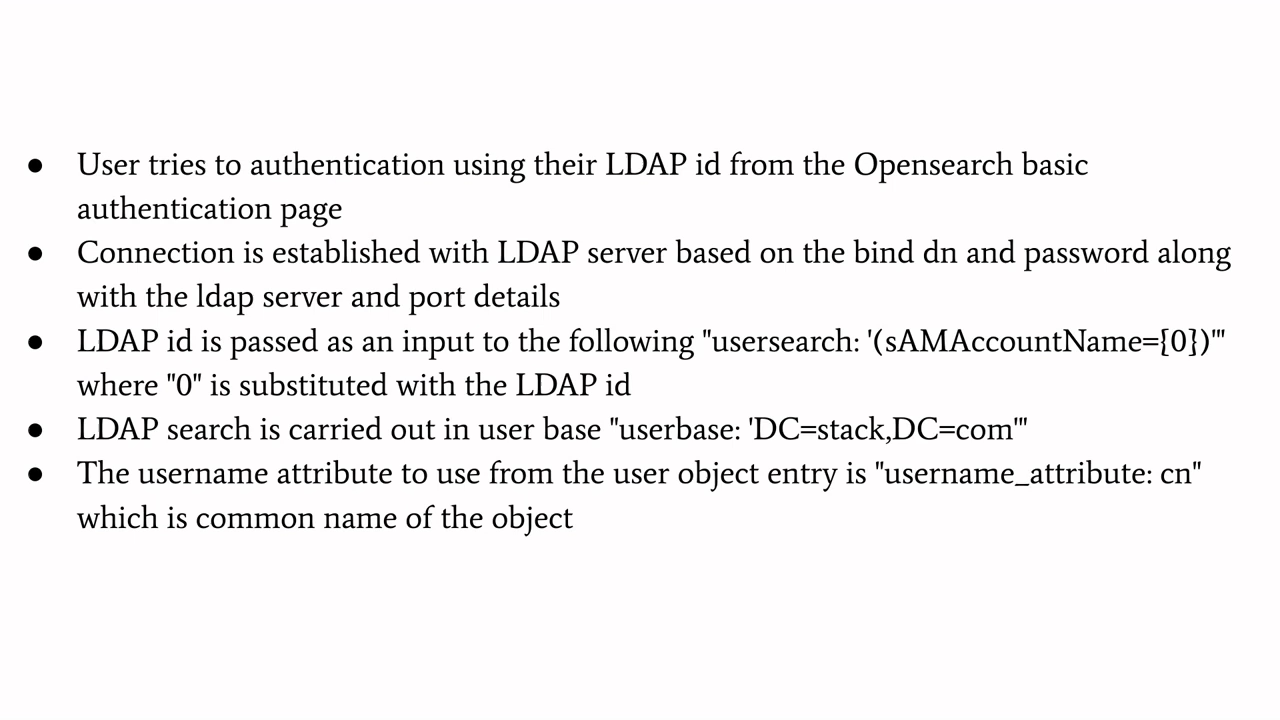 ● User tries to authentication using their LDAP id from the Opensearch basic
authentication page
● Connection is established with LDAP server based on the bind dn and password along
with the ldap server and port details
● LDAP id is passed as an input to the following "usersearch: '(sAMAccountName={0})'"
where "0" is substituted with the LDAP id
● LDAP search is carried out in user base "userbase: 'DC=stack,DC=com'"
● The username attribute to use from the user object entry is "username_attribute: cn"
which is common name of the object